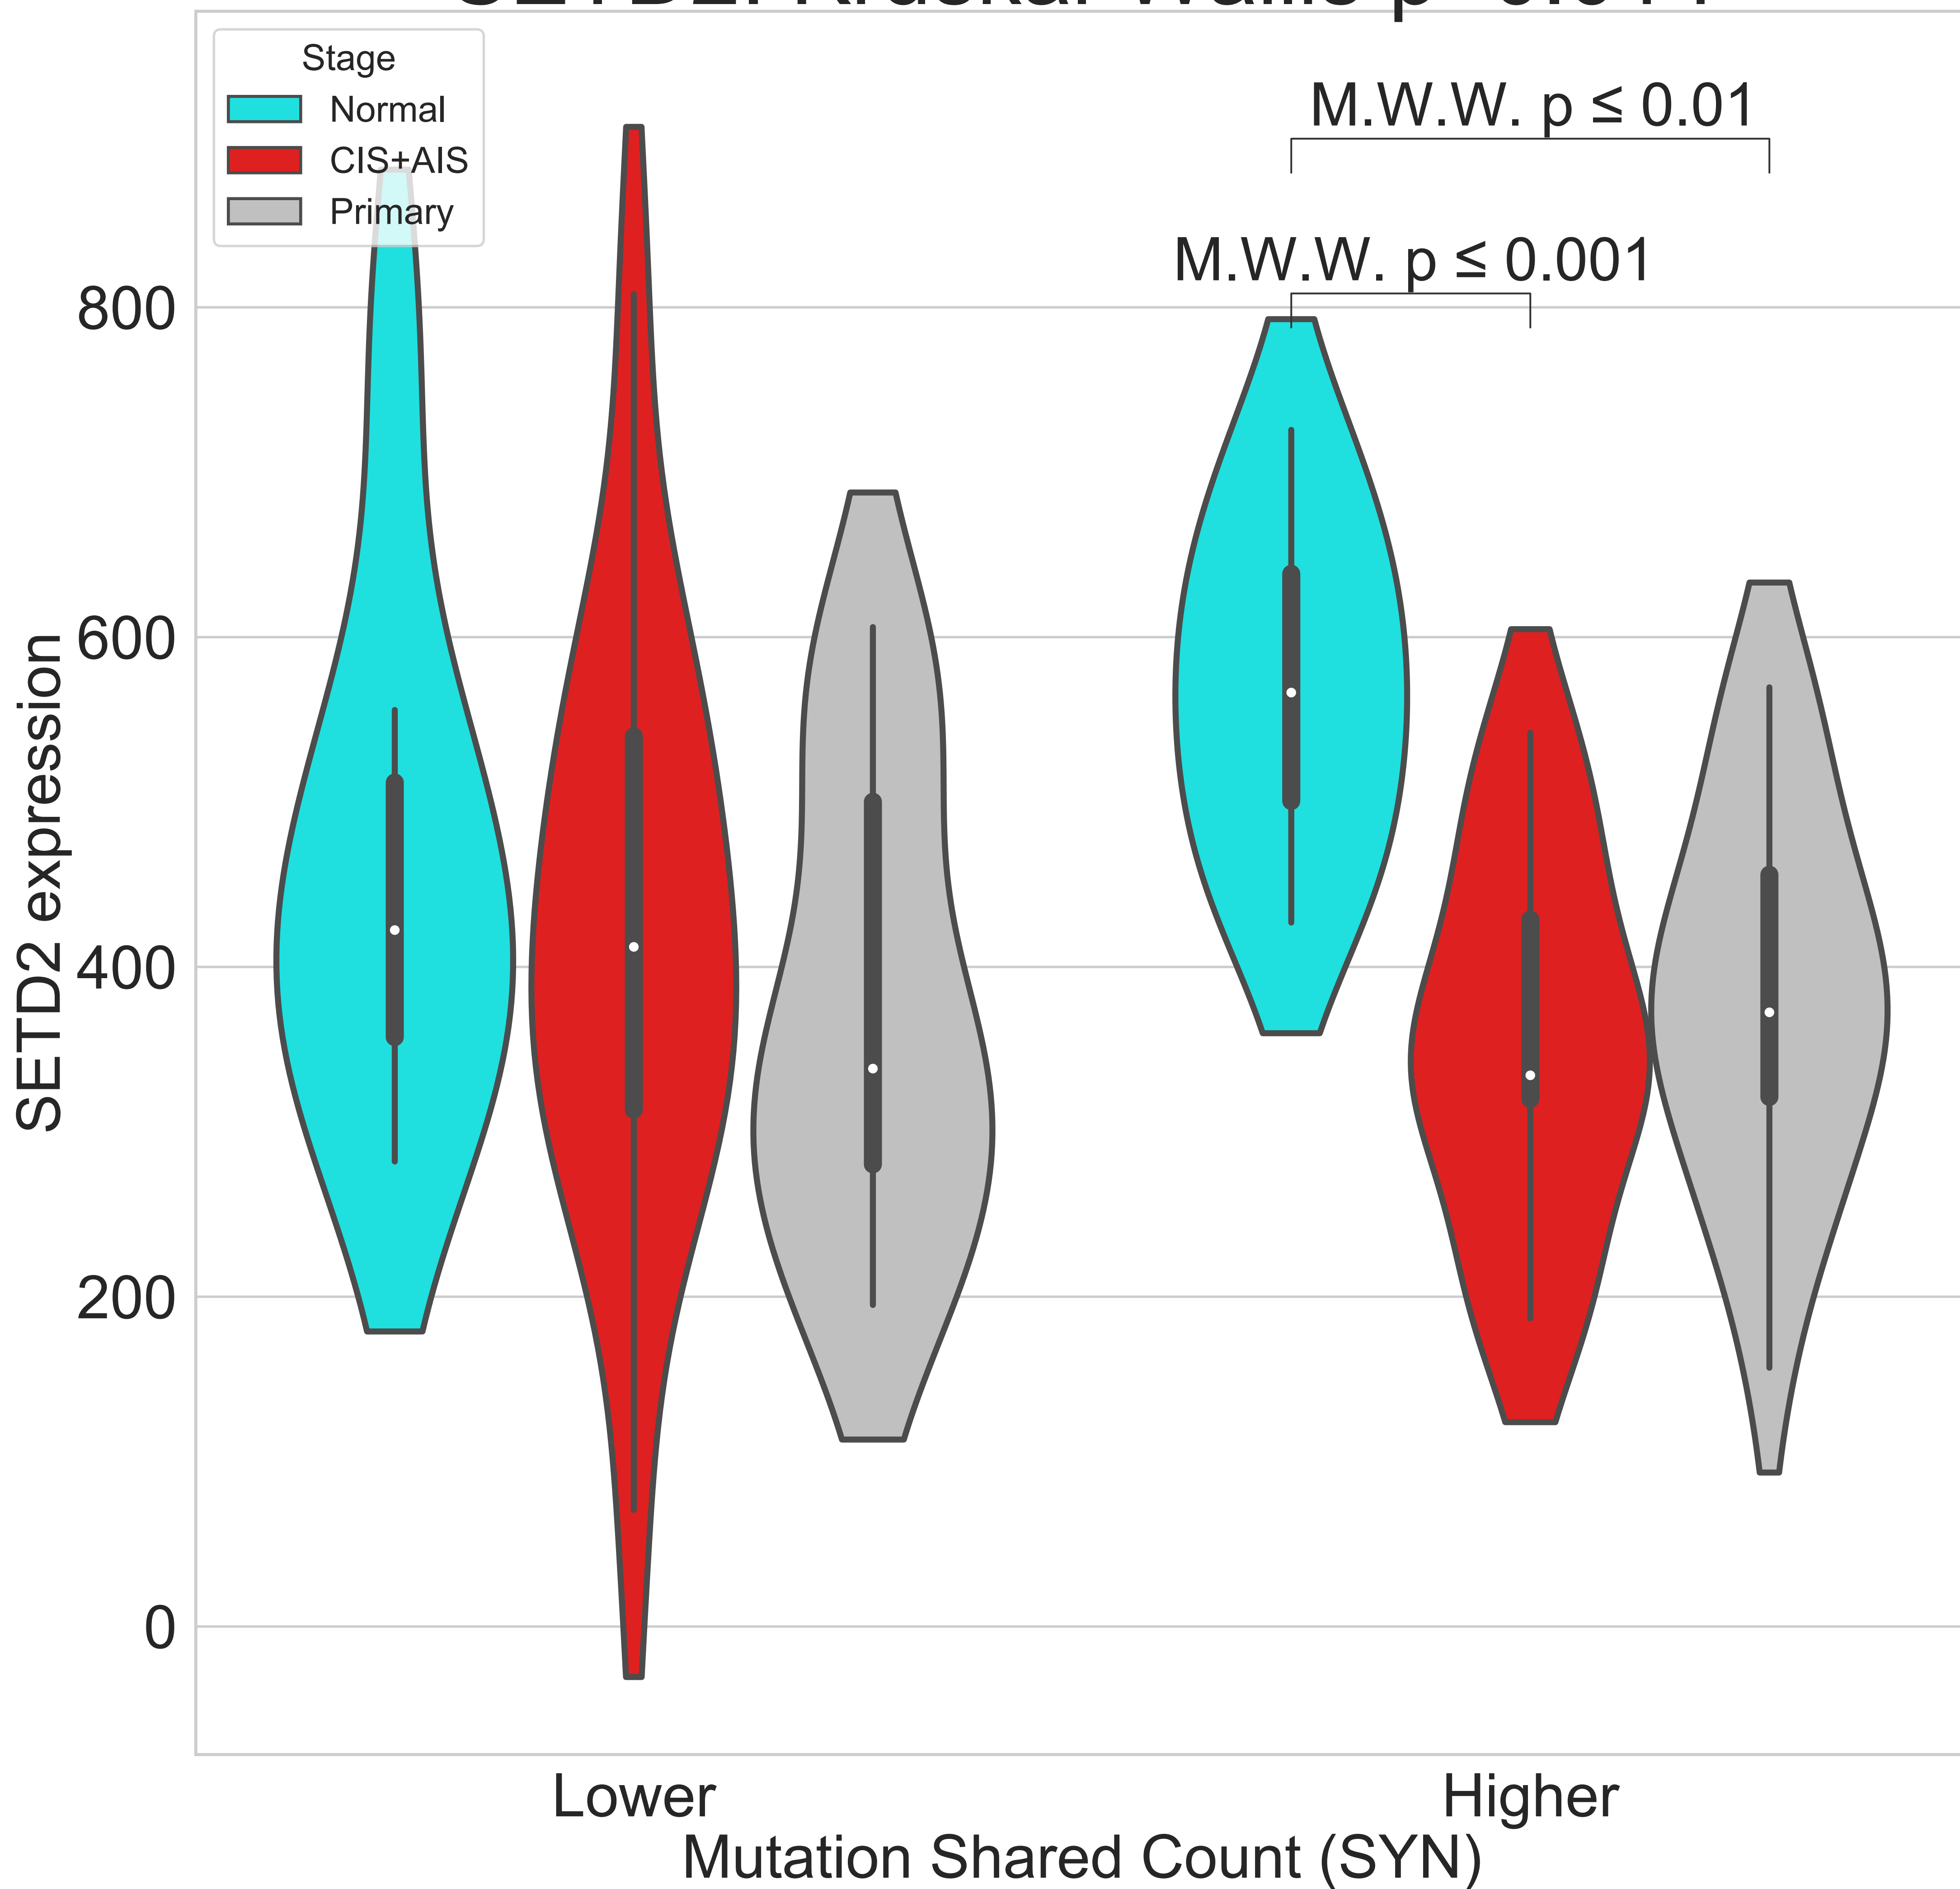 Stage
Normal
CIS+AIS
Primary
M.W.W. p ≤ 0.01
M.W.W. p ≤ 0.001
800
600
400
200
0
SETD2 expression
Lower
Higher
Mutation Shared Count (SYN)